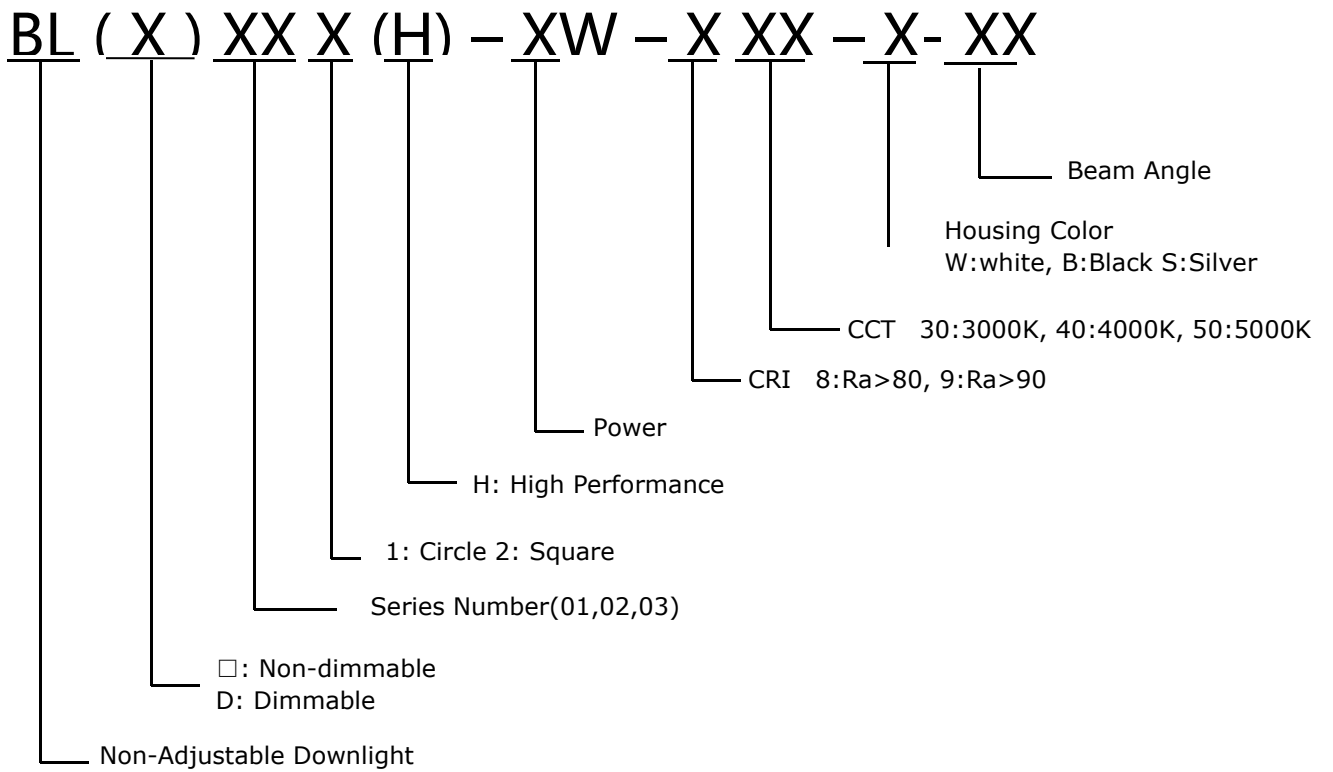 BL ( X ) XX X (H) – XW – X XX – X- XX
Beam Angle
Housing Color
W:white, B:Black S:Silver
CCT 30:3000K, 40:4000K, 50:5000K
CRI 8:Ra>80, 9:Ra>90
Power
H: High Performance
1: Circle 2: Square
Series Number(01,02,03)
□: Non-dimmable
D: Dimmable
Non-Adjustable Downlight